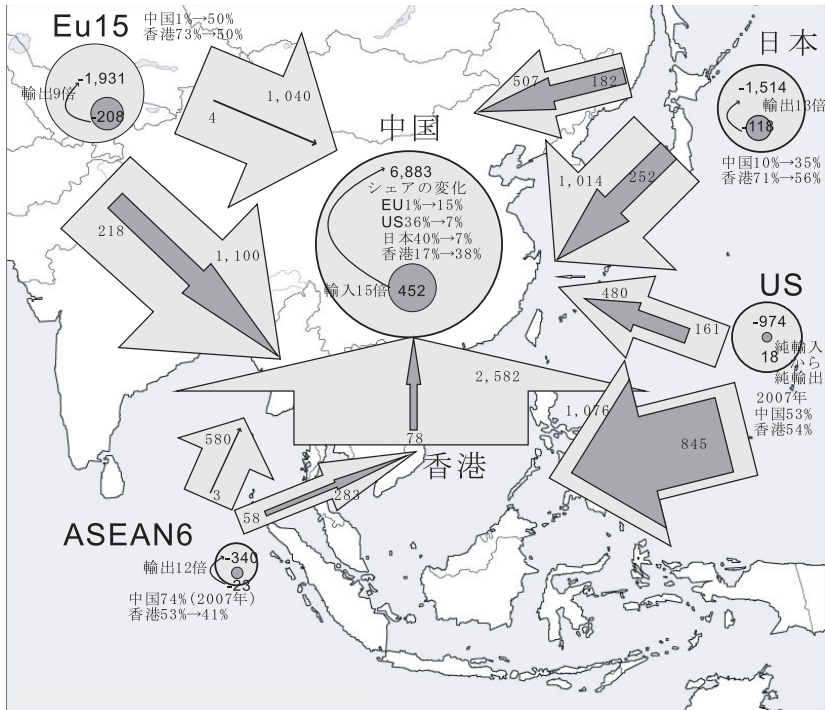 Eu15
中国1%→50%
香港73%→50%
-1,931
輸出9倍
-208
4
1,040
507
182
日本
-1,514
輸出13倍
-118
中国10%→35%
香港71%→56%
中国
6,883
シェアの変化
EU1%→15%
US36%→7%
日本40%→7%
香港17%→38%
輸入15倍
452
1,014
252
218
1,100
480
161
US
-974
18
純輸入
から
純輸出
2007年
中国53%
香港54%
2,582
78
香港
1,076
845
580
3
58
283
ASEAN6
輸出12倍
-340
-23
中国74%(2007年)
香港53%→41%